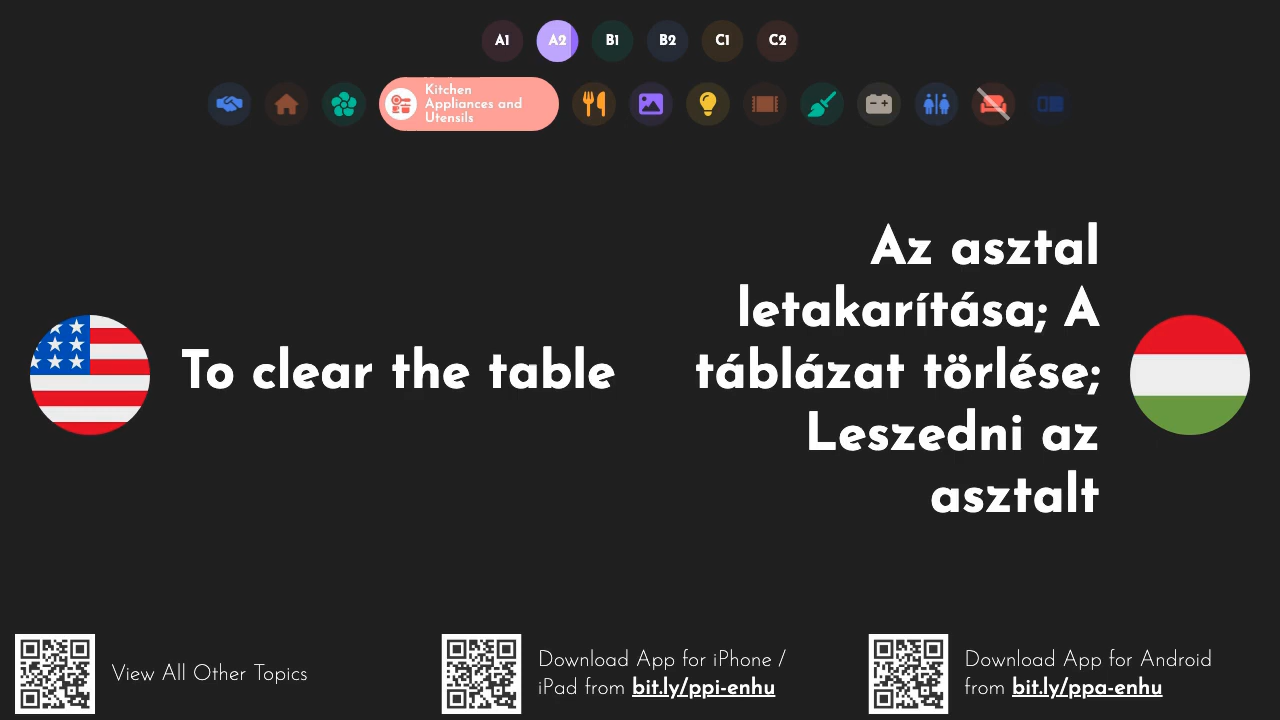 A1 A2 B1 B2 C1 C2
Kitchen
Appliances and
Utensils
To clear the table
Az asztal
letakarítása; A
táblázat törlése;
Leszedni az
asztalt
View All Other Topics
Download App for iPhone /
iPad from bit.ly/ppi-enhu
Download App for Android
from bit.ly/ppa-enhu